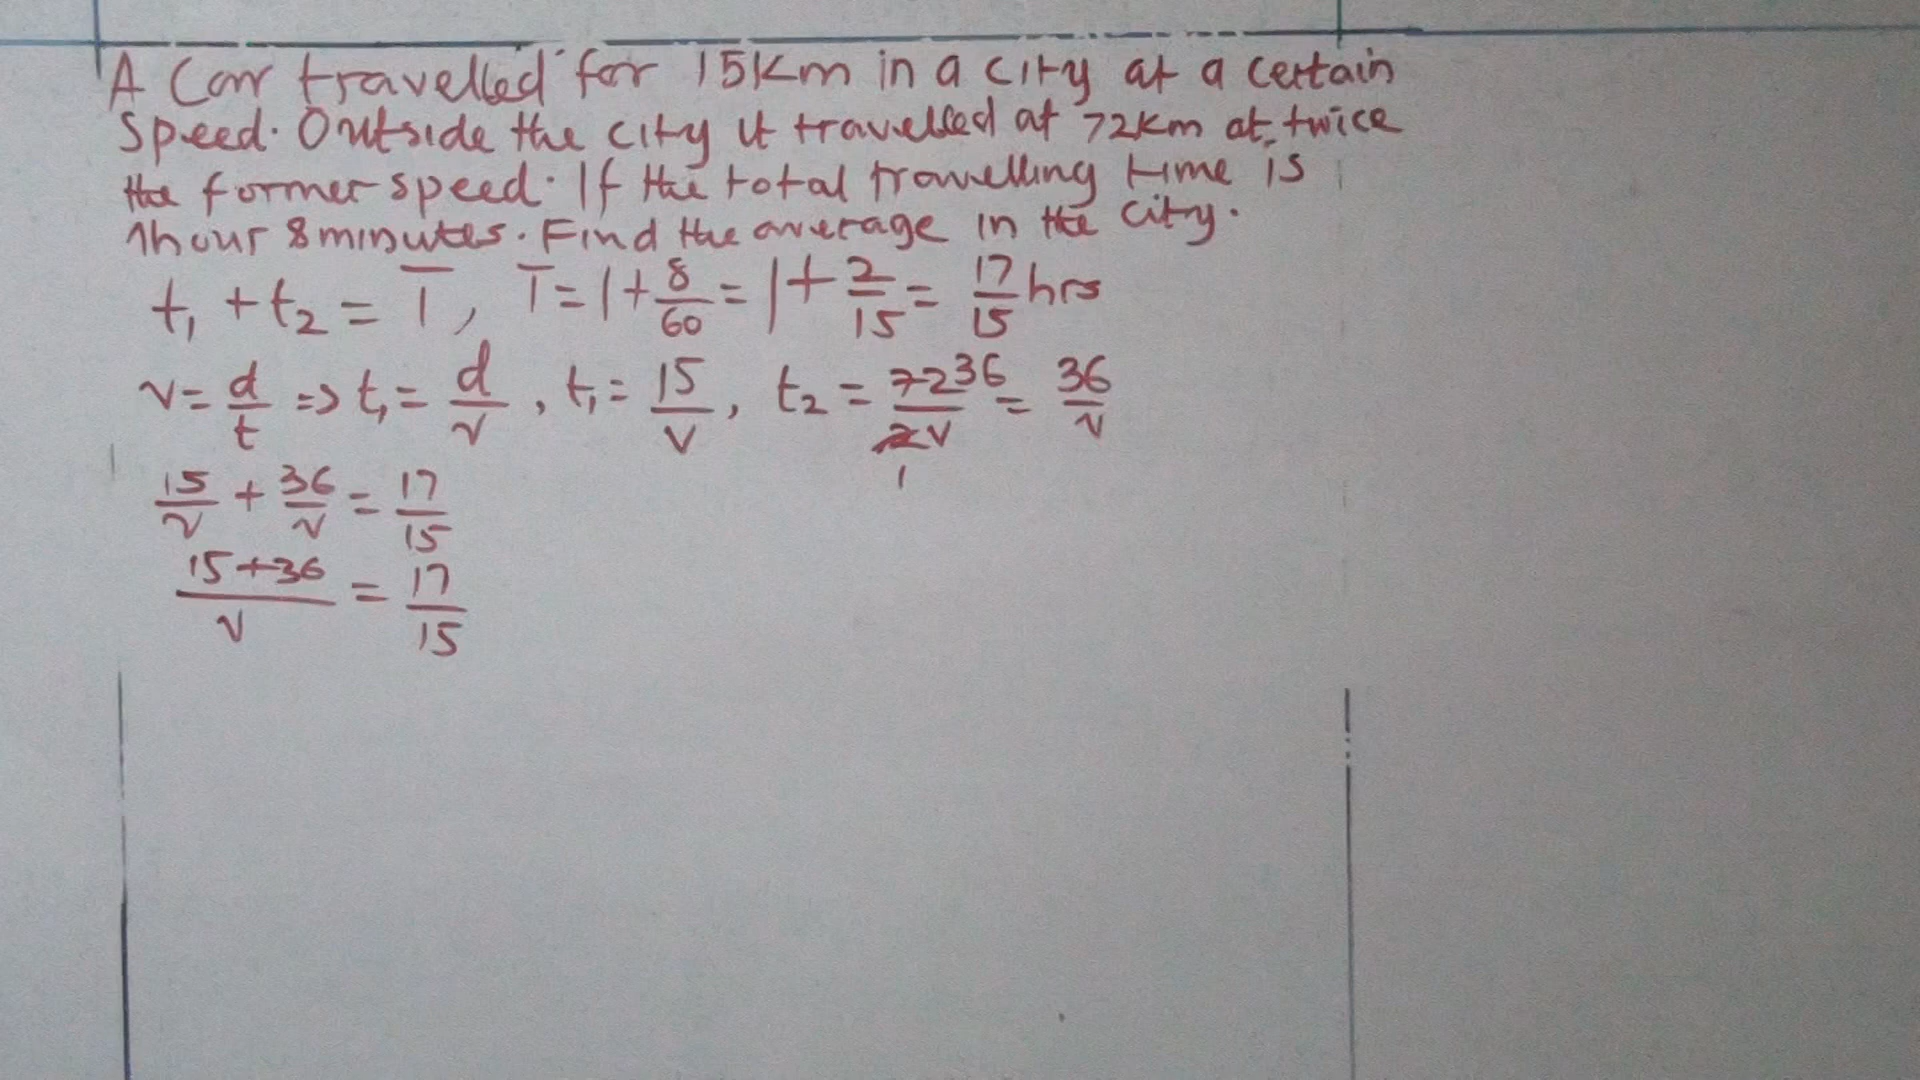 A Car travelled for 15km in a city at a certain
Speed. Outside the city it travelled at 72km at twice
the former speed. If the total travelling time is
1hour 8minutes. Find the average in the city.
t₁ + t₂ = T, T = 1 + 8/60 = 1 + 2/15 = 17/15 hrs
v = d/t => t₁ = d/v, t₁ = 15/v, t₂ = 72 36/2v 1 = 36/v
15/v + 36/v = 17/15
15+36/v = 17/15